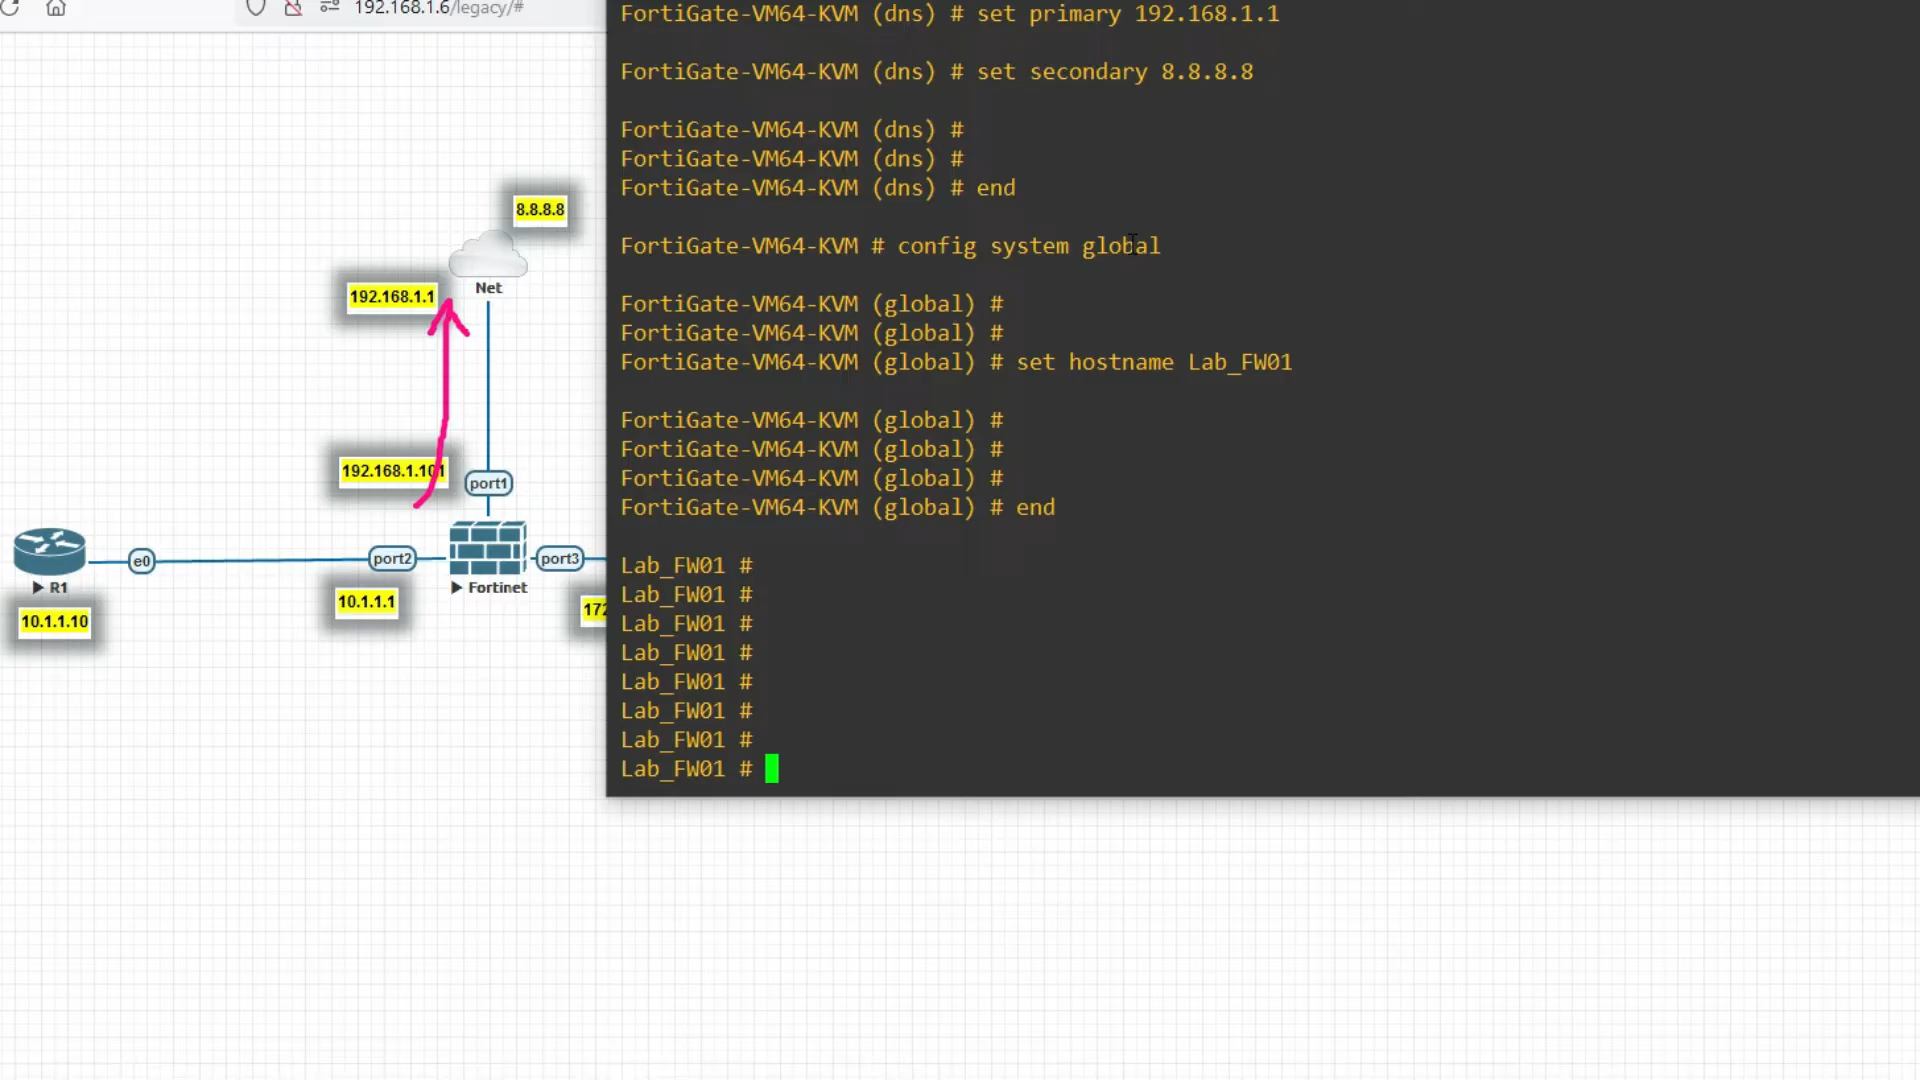 192.168.1.6/legacy/#
8.8.8.8
Net
192.168.1.1
192.168.1.101
port1
R1
e0
port2
Fortinet
port3
10.1.1.10
10.1.1.1
172
FortiGate-VM64-KVM (dns) # set primary 192.168.1.1
FortiGate-VM64-KVM (dns) # set secondary 8.8.8.8
FortiGate-VM64-KVM (dns) #
FortiGate-VM64-KVM (dns) #
FortiGate-VM64-KVM (dns) # end
FortiGate-VM64-KVM # config system global
FortiGate-VM64-KVM (global) #
FortiGate-VM64-KVM (global) #
FortiGate-VM64-KVM (global) # set hostname Lab_FW01
FortiGate-VM64-KVM (global) #
FortiGate-VM64-KVM (global) #
FortiGate-VM64-KVM (global) #
FortiGate-VM64-KVM (global) # end
Lab_FW01 #
Lab_FW01 #
Lab_FW01 #
Lab_FW01 #
Lab_FW01 #
Lab_FW01 #
Lab_FW01 #
Lab_FW01 #